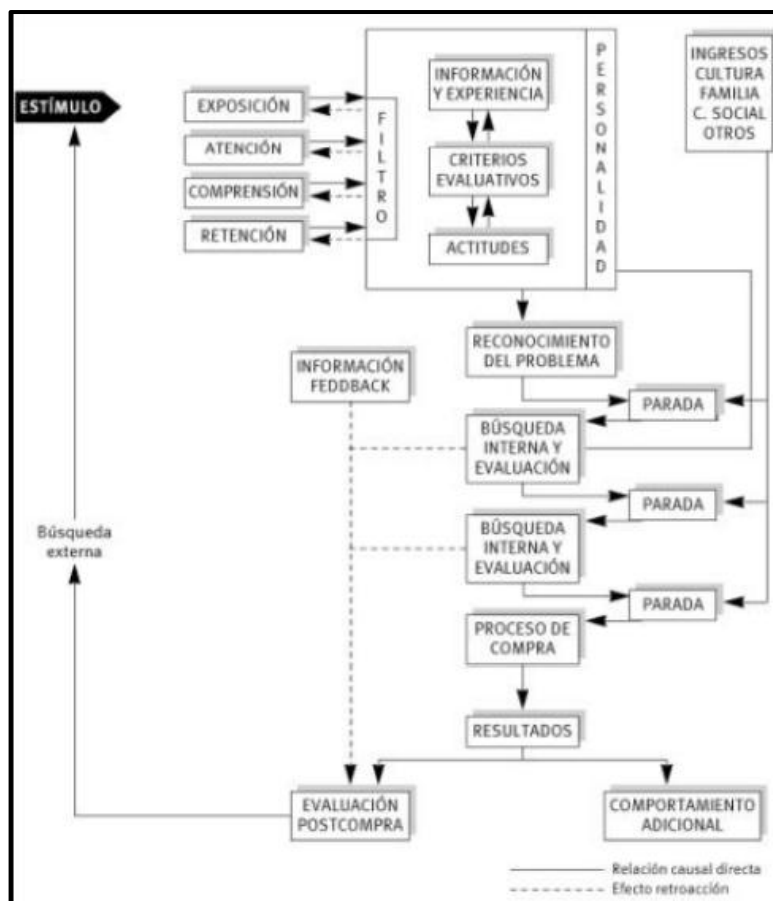 ESTÍMULO
EXPOSICIÓN
ATENCIÓN
COMPRENSIÓN
RETENCIÓN
FILTRO
INFORMACIÓN
Y EXPERIENCIA
CRITERIOS
EVALUATIVOS
ACTITUDES
PERSONALIDAD
INGRESOS
CULTURA
FAMILIA
C. SOCIAL
OTROS
RECONOCIMIENTO
DEL PROBLEMA
INFORMACIÓN
FEDDBACK
PARADA
BÚSQUEDA
INTERNA Y
EVALUACIÓN
PARADA
Búsqueda
externa
BÚSQUEDA
INTERNA Y
EVALUACIÓN
PARADA
PROCESO DE
COMPRA
RESULTADOS
EVALUACIÓN
POSTCOMPRA
COMPORTAMIENTO
ADICIONAL
Relación causal directa
Efecto retroacción